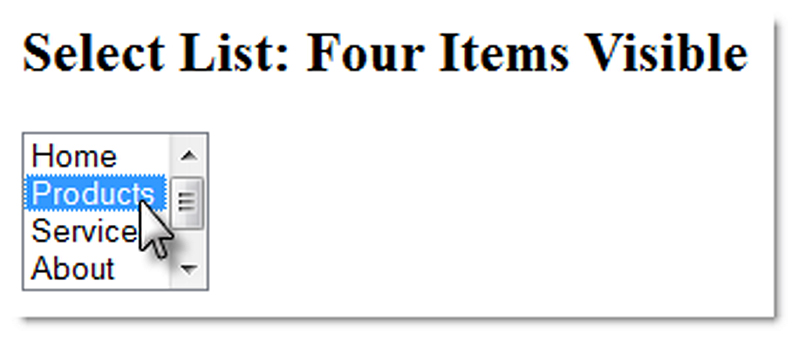 Select List: Four Items Visible
Home
Products
Service
About